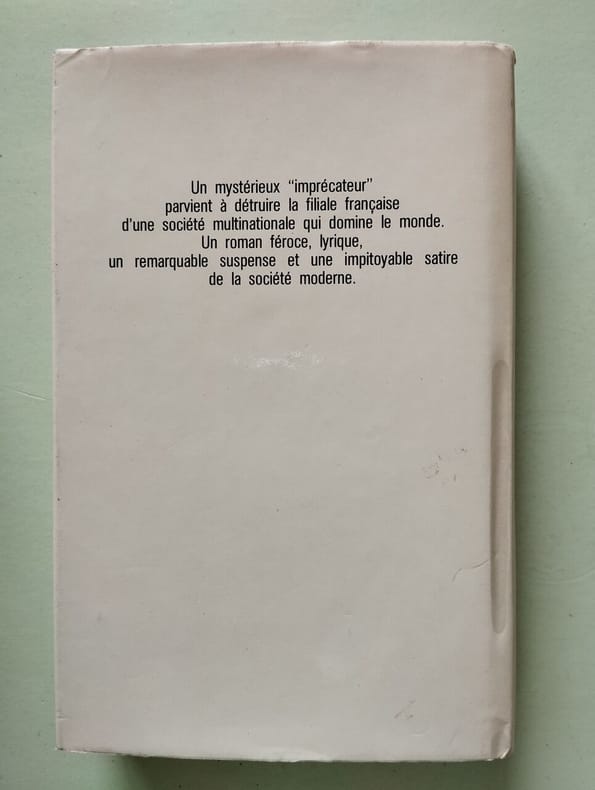 Un mystérieux “imprécateur”
parvient à détruire la filiale française
d'une société multinationale qui domine le monde.
Un roman féroce, lyrique,
un remarquable suspense et une impitoyable satire
de la société moderne.